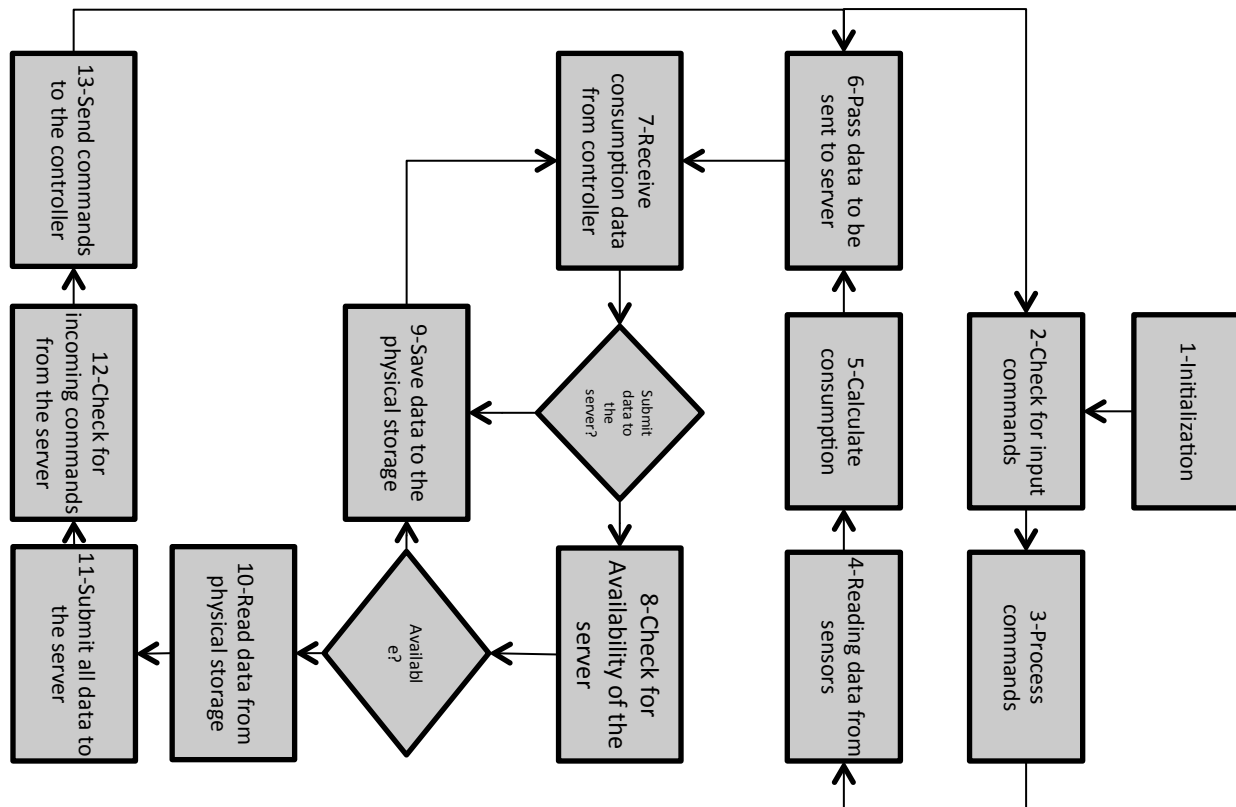 1-Initialization
2-Check for input
commands
3-Process
commands
4-Reading data from
sensors
5-Calculate
consumption
6-Pass data  to be
sent to server
7-Receive
consumption data
from controller
Submit
data to
the
server?
8-Check for
Availability of the
server
9-Save data to the
physical storage
Availabl
e?
10-Read data from
physical storage
11-Submit all data to
the server
12-Check for
incoming commands
from the server
13-Send commands
to the controller